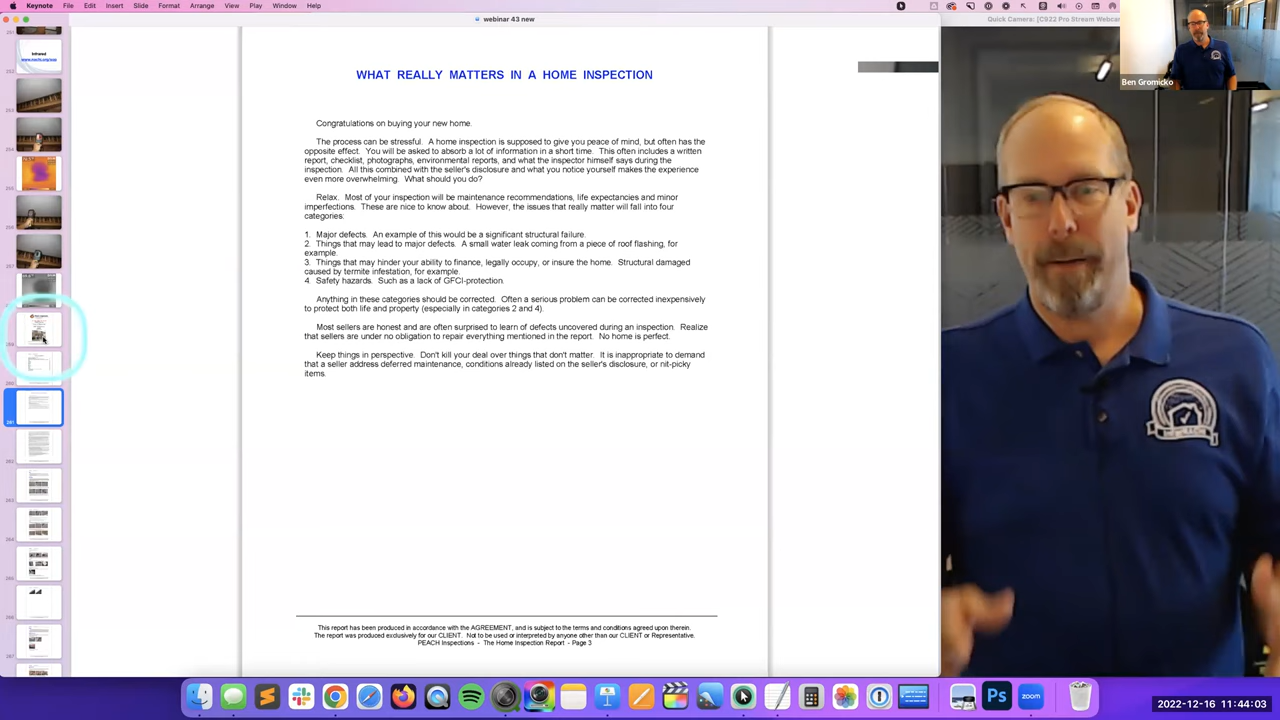 Keynote File Edit Insert Slide Format Arrange View Play Window Help
webinar 43 new
Quick Camera: [C922 Pro Stream Webcam
Ben Gromicko
Infrared
WHAT REALLY MATTERS IN A HOME INSPECTION
Congratulations on buying your new home.
The process can be stressful. A home inspection is supposed to give you peace of mind, but often has the
opposite effect. You will be asked to absorb a lot of information in a short time. This often includes a written
report, checklist, photographs, environmental reports, and what the inspector himself says during the
inspection. All this combined with the seller's disclosure and what you notice yourself makes the experience
even more overwhelming. What should you do?
Relax. Most of your inspection will be maintenance recommendations, life expectancies and minor
imperfections. These are nice to know about. However, the issues that really matter will fall into four
categories:
1. Major defects. An example of this would be a significant structural failure.
2. Things that may lead to major defects. A small water leak coming from a piece of roof flashing, for
example.
3. Things that may hinder your ability to finance, legally occupy, or insure the home. Structural damaged
caused by termite infestation, for example.
4. Safety hazards. Such as a lack of GFCI-protection.
Anything in these categories should be corrected. Often a serious problem can be corrected inexpensively
to protect both life and property (especially in categories 2 and 4).
Most sellers are honest and are often surprised to learn of defects uncovered during an inspection. Realize
that sellers are under no obligation to repair everything mentioned in the report. No home is perfect.
Keep things in perspective. Don't kill your deal over things that don't matter. It is inappropriate to demand
that a seller address deferred maintenance, conditions already listed on the seller's disclosure, or nit-picky
items.
This report has been produced in accordance with the AGREEMENT, and is subject to the terms and conditions agreed upon therein.
The report was produced exclusively for our CLIENT. Not to be used or interpreted by anyone other than our CLIENT or Representative.
PEACH Inspections - The Home Inspection Report - Page 3
Ps
zoom
2022-12-16 11:44:03